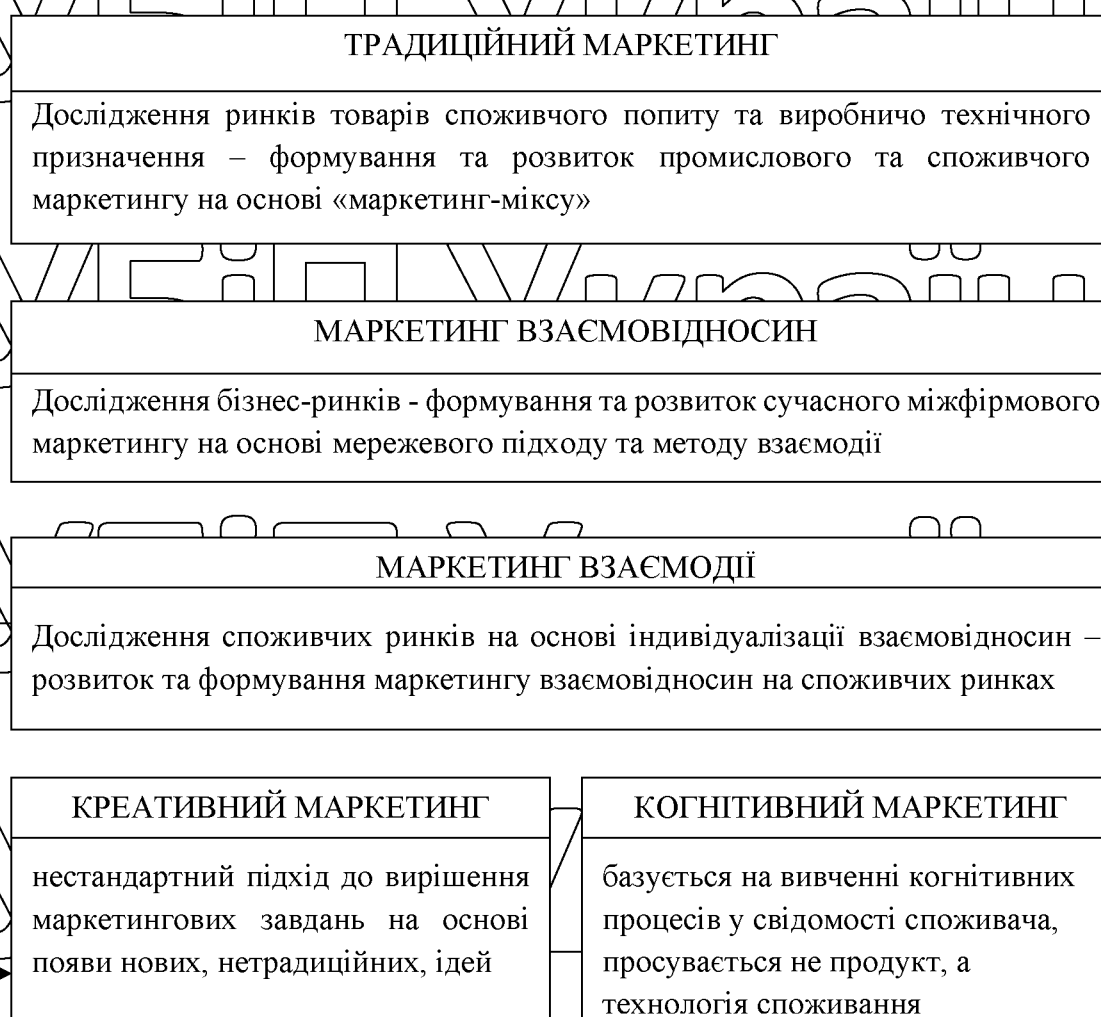 ТРАДИЦІЙНИЙ МАРКЕТИНГ
Дослідження ринків товарів споживчого попиту та виробничо технічного
призначення – формування та розвиток промислового та споживчого
маркетингу на основі «маркетинг-міксу»
МАРКЕТИНГ ВЗАЄМОВІДНОСИН
Дослідження бізнес-ринків - формування та розвиток сучасного міжфірмового
маркетингу на основі мережевого підходу та методу взаємодії
МАРКЕТИНГ ВЗАЄМОДІЇ
Дослідження споживчих ринків на основі індивідуалізації взаємовідносин –
розвиток та формування маркетингу взаємовідносин на споживчих ринках
КРЕАТИВНИЙ МАРКЕТИНГ
нестандартний підхід до вирішення
маркетингових завдань на основі
появи нових, нетрадиційних, ідей
КОГНІТИВНИЙ МАРКЕТИНГ
базується на вивченні когнітивних
процесів у свідомості споживача,
просувається не продукт, а
технологія споживання